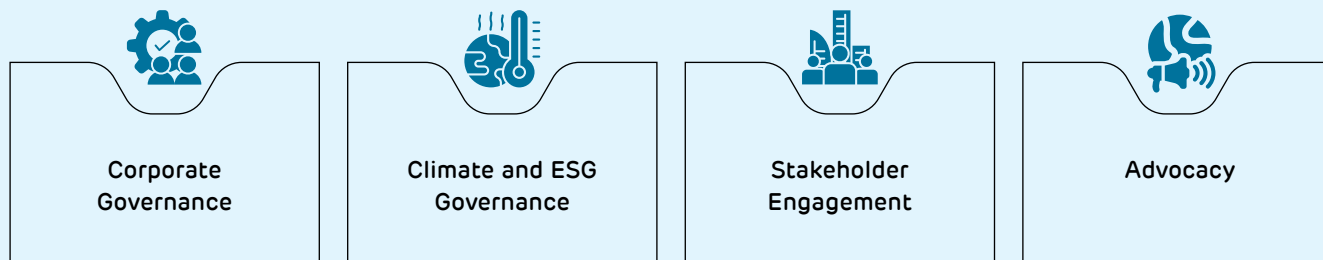 Corporate
Governance
Climate and ESG
Governance
Stakeholder
Engagement
Advocacy